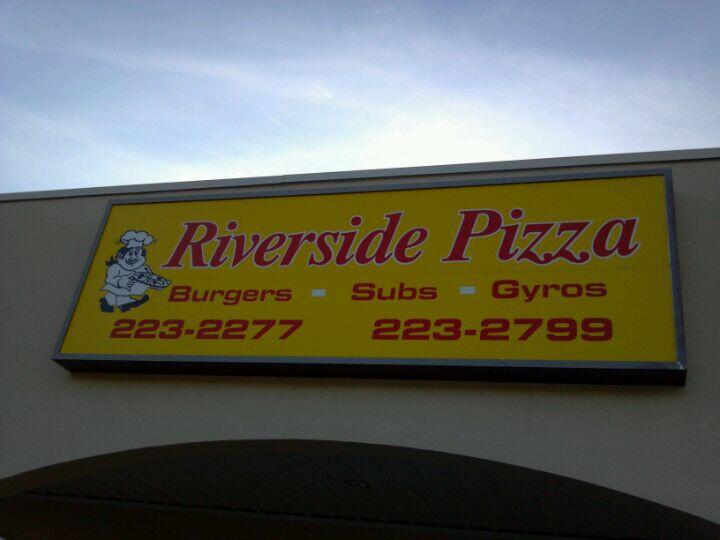 Riverside Pizza
Burgers - Subs - Gyros
223-2277 223-2799